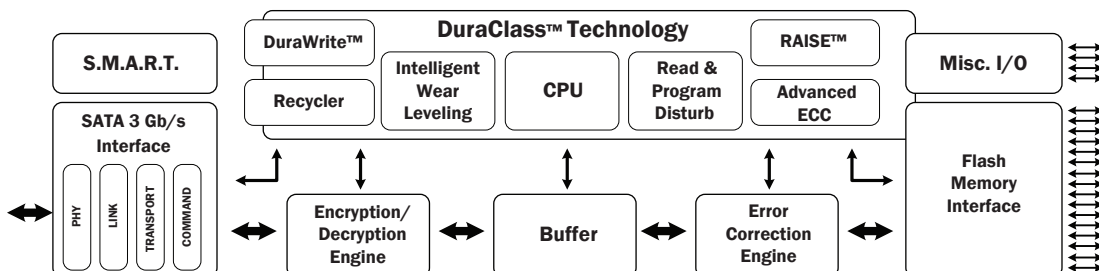 DuraClass™ Technology
DuraWrite™
Recycler
Intelligent
Wear
Leveling
CPU
Read &
Program
Disturb
RAISE™
Advanced
ECC
S.M.A.R.T.
SATA 3 Gb/s
Interface
PHY
LINK
TRANSPORT
COMMAND
Encryption/
Decryption
Engine
Buffer
Error
Correction
Engine
Misc. I/O
Flash
Memory
Interface